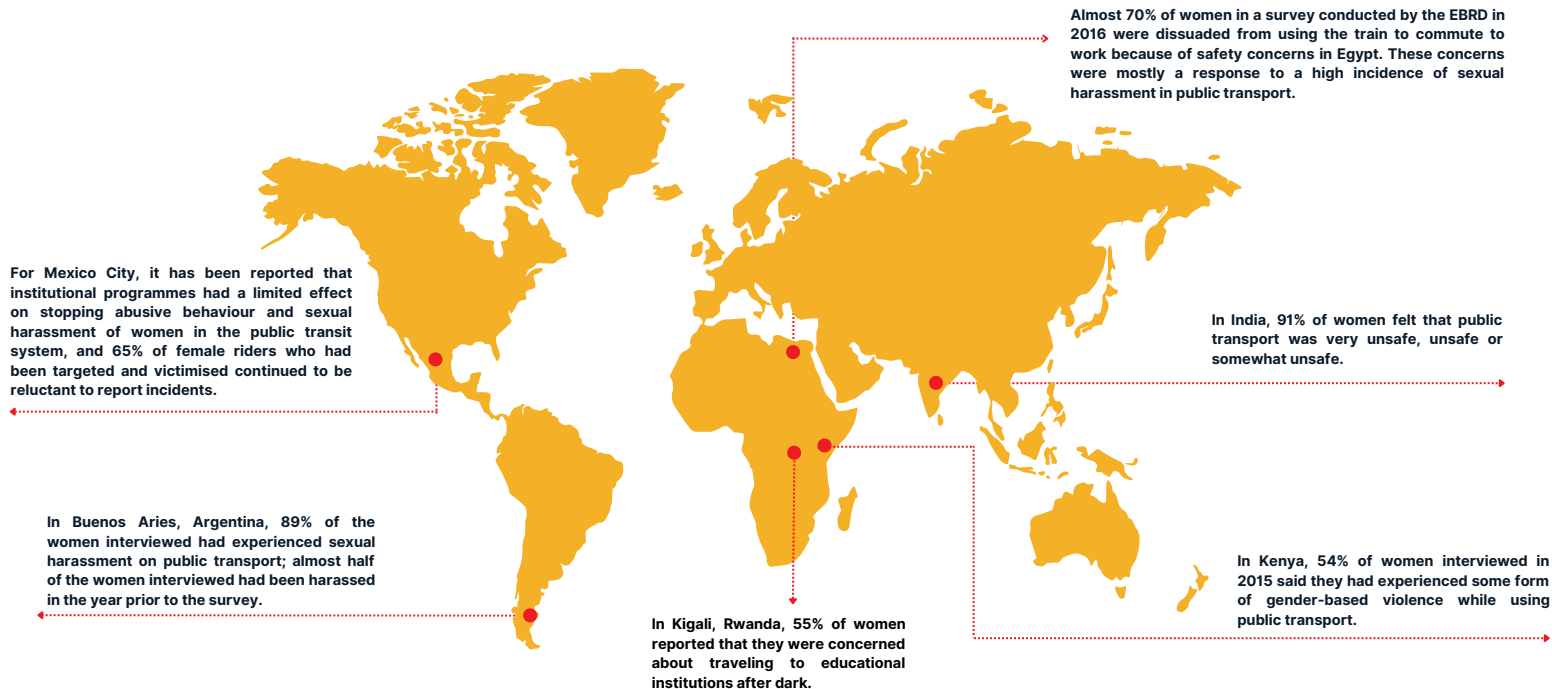 Almost 70% of women in a survey conducted by the EBRD in
2016 were dissuaded from using the train to commute to
work because of safety concerns in Egypt. These concerns
were mostly a response to a high incidence of sexual
harassment in public transport.
For Mexico City, it has been reported that
institutional programmes had a limited effect
on stopping abusive behaviour and sexual
harassment of women in the public transit
system, and 65% of female riders who had
been targeted and victimised continued to be
reluctant to report incidents.
In India, 91% of women felt that public
transport was very unsafe, unsafe or
somewhat unsafe.
In Buenos Aries, Argentina, 89% of the
women interviewed had experienced sexual
harassment on public transport; almost half
of the women interviewed had been harassed
in the year prior to the survey.
In Kenya, 54% of women interviewed in
2015 said they had experienced some form
of gender-based violence while using
public transport.
In Kigali, Rwanda, 55% of women
reported that they were concerned
about traveling to educational
institutions after dark.